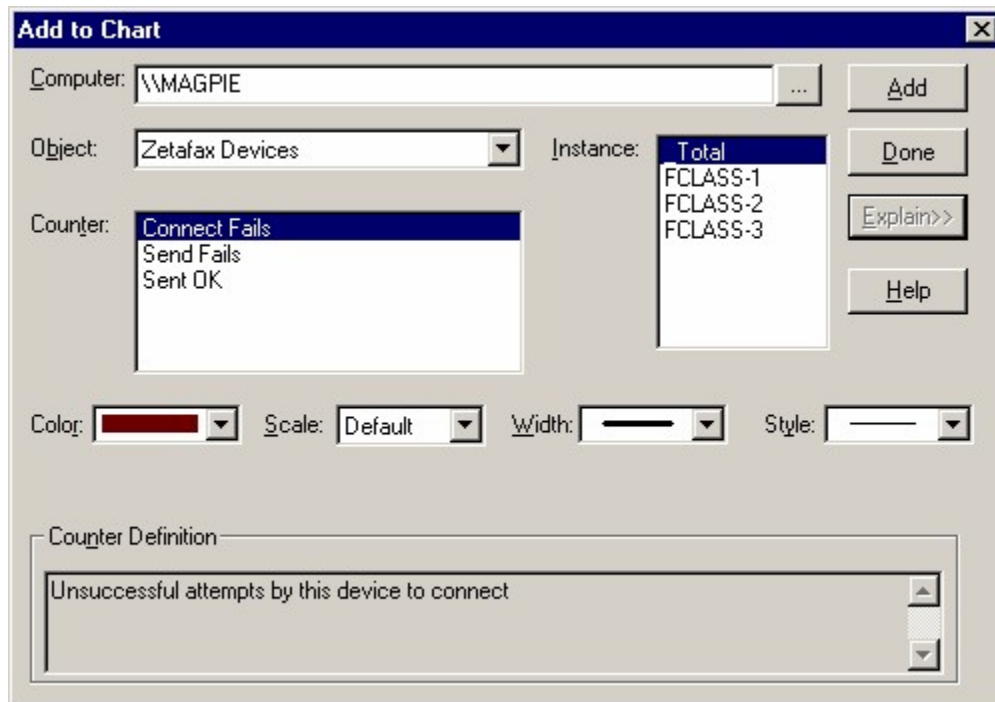 Add to Chart
Computer: \\MAGPIE ... Add
Object: Zetafax Devices Instance: _Total Done
FCLASS-1
FCLASS-2
FCLASS-3
Explain>>
Counter: Connect Fails
Send Fails
Sent OK
Help
Color: Scale: Default Width: Style:
Counter Definition
Unsuccessful attempts by this device to connect